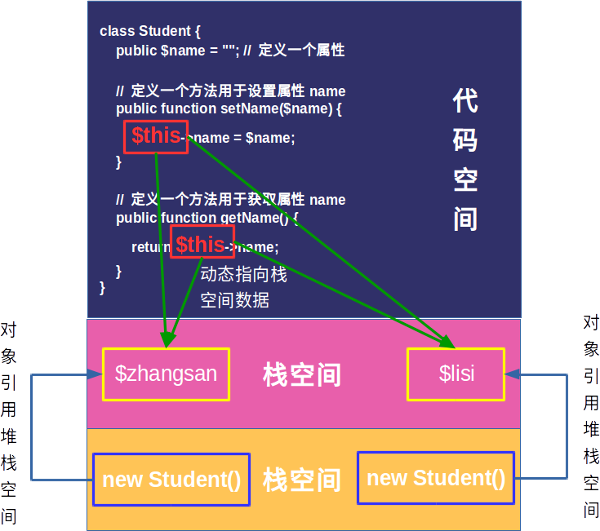 class Student {
public $name = ""; // 定义一个属性
// 定义一个方法用于设置属性 name
public function setName($name) {
$this->name = $name;
}
// 定义一个方法用于获取属性 name
public function getName() {
return $this->name;
}
}
动态指向栈
空间数据
代
码
空
间
对
象
引
用
堆
栈
空
间
$zhangsan
栈空间
$lisi
new Student()
栈空间
new Student()
对
象
引
用
堆
栈
空
间